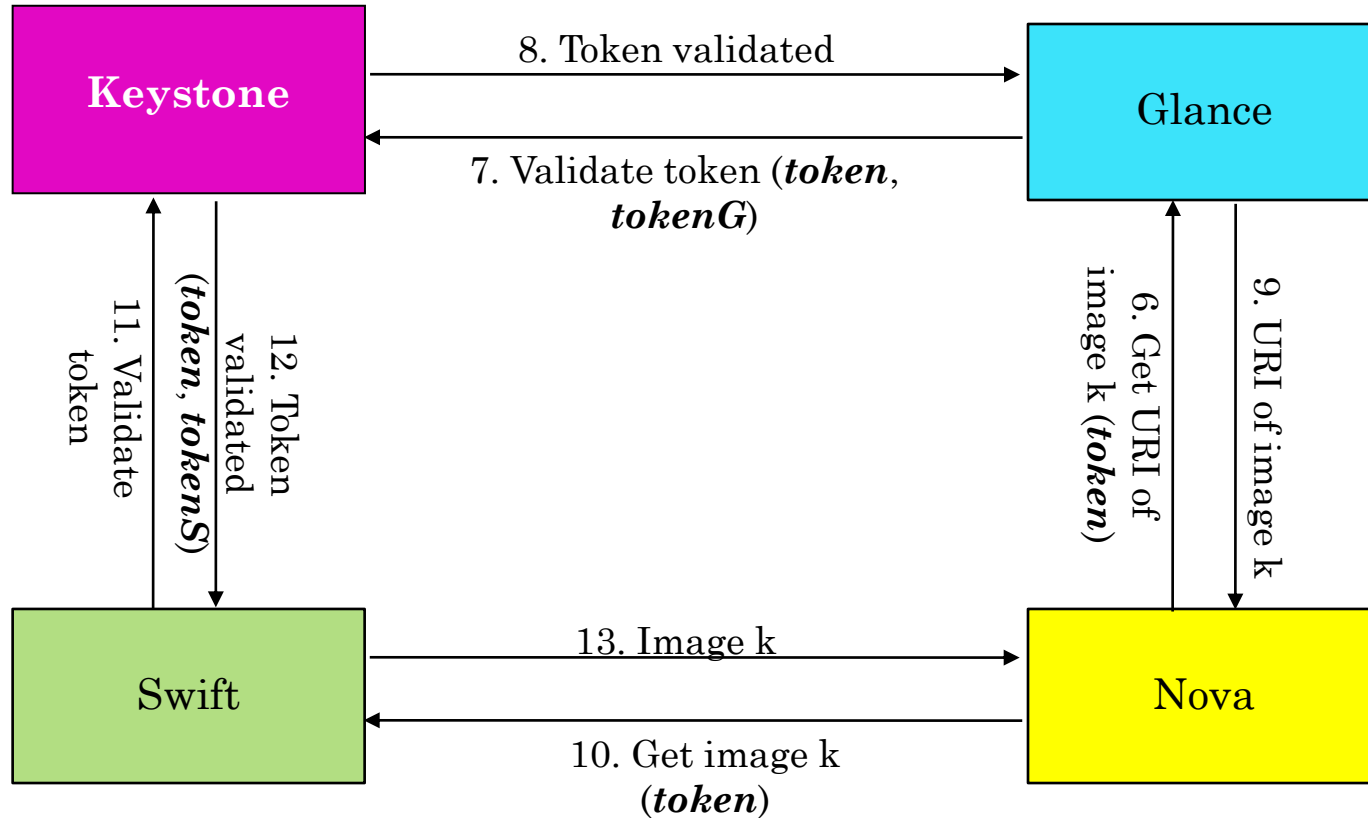 Keystone
8. Token validated
Glance
7. Validate token (token,
tokenG)
11. Validate
token
12. Token
validated
(token, tokenS)
6. Get URI of
image k (token)
9. URI of image k
Swift
13. Image k
Nova
10. Get image k
(token)